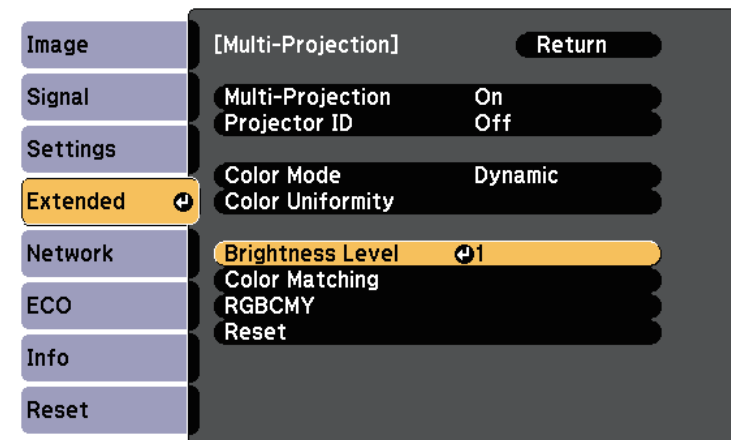 Image
Signal
Settings
Extended
Network
ECO
Info
Reset
[Multi-Projection] Return
Multi-Projection On
Projector ID Off
Color Mode Dynamic
Color Uniformity
Brightness Level 1
Color Matching
RGBCMY
Reset